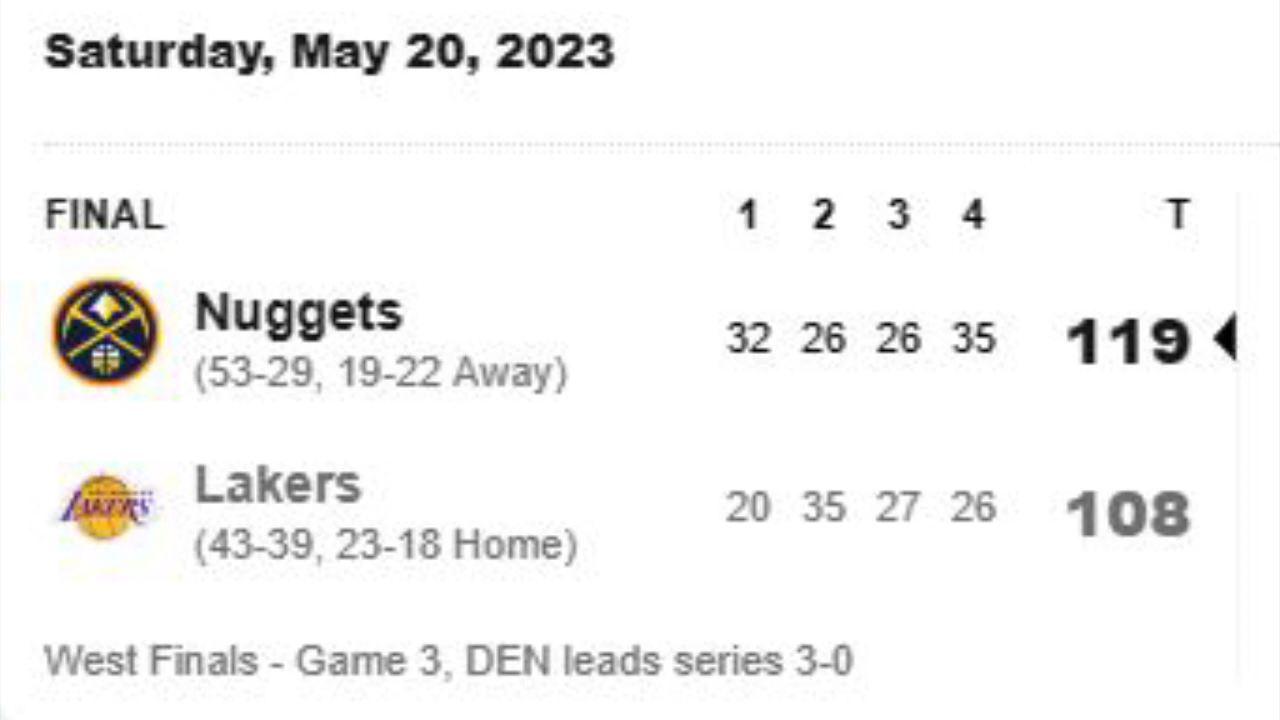 Saturday, May 20, 2023
FINAL 1 2 3 4 T
Nuggets 32 26 26 35 119
(53-29, 19-22 Away)
LAKERS
Lakers 20 35 27 26 108
(43-39, 23-18 Home)
West Finals - Game 3, DEN leads series 3-0